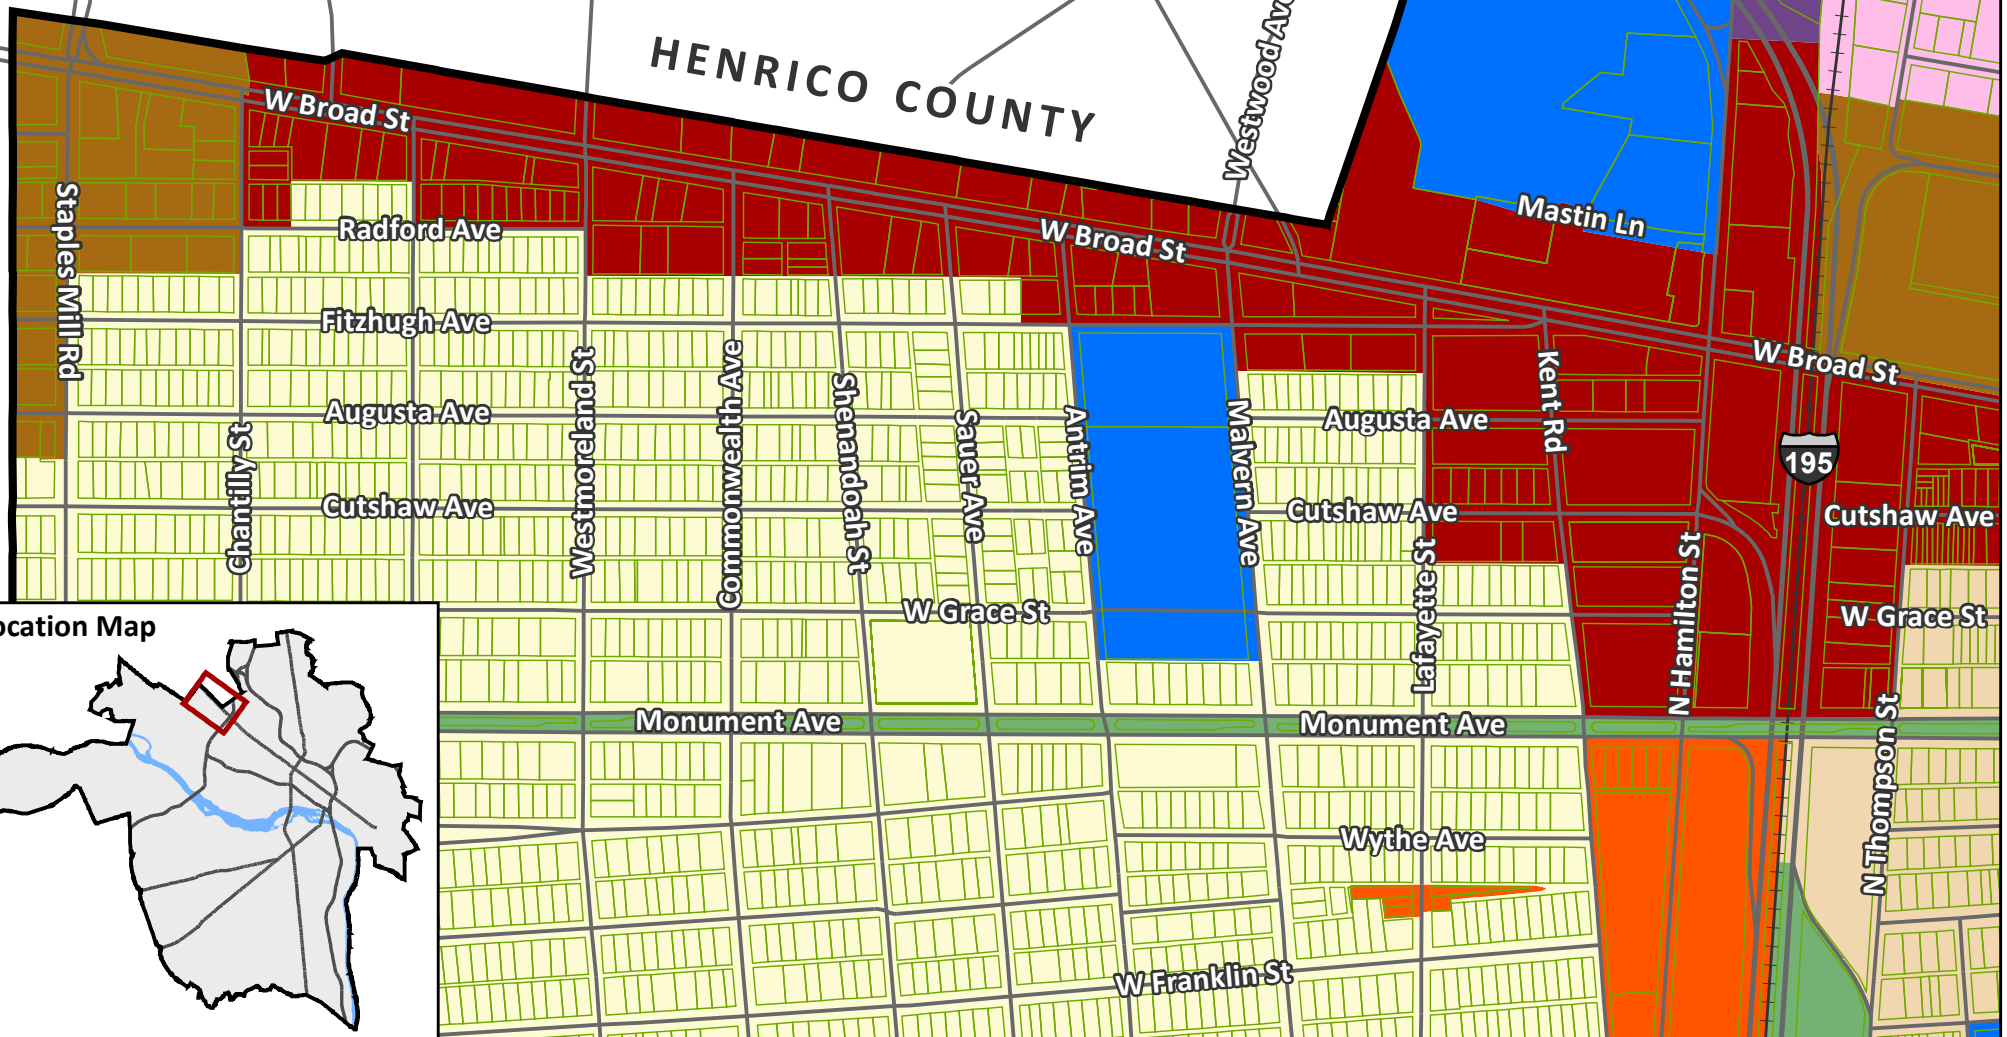 HENRICO COUNTY
Westwood Av
W Broad St
Mastin Ln
Staples Mill Rd
Radford Ave
W Broad St
Fitzhugh Ave
W Broad St
Augusta Ave
Westmoreland St
Commonwealth Ave
Shenandoah St
Sauer Ave
Antrim Ave
Malvern Ave
Augusta Ave
Kent Rd
195
Chantilly St
Cutshaw Ave
Cutshaw Ave
Cutshaw Ave
Lafayette St
N Hamilton St
W Grace St
W Grace St
ocation Map
Monument Ave
Monument Ave
N Thompson St
Wythe Ave
W Franklin St